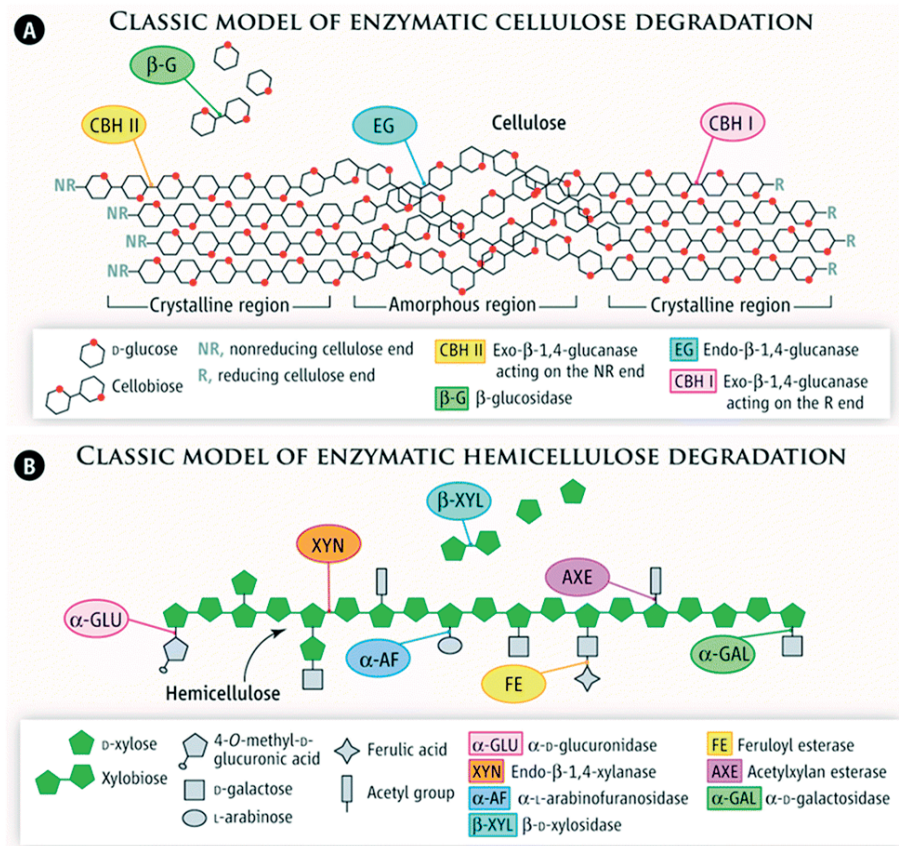 A
CLASSIC MODEL OF ENZYMATIC CELLULOSE DEGRADATION
β-G
CBH II
EG
Cellulose
CBH I
NR
R
NR
R
NR
R
NR
R
Crystalline region
Amorphous region
Crystalline region
D-glucose
Cellobiose
NR, nonreducing cellulose end
R, reducing cellulose end
CBH II Exo-β-1,4-glucanase
acting on the NR end
β-G β-glucosidase
EG Endo-β-1,4-glucanase
CBH I Exo-β-1,4-glucanase
acting on the R end
B
CLASSIC MODEL OF ENZYMATIC HEMICELLULOSE DEGRADATION
β-XYL
XYN
AXE
α-GLU
α-AF
α-GAL
FE
Hemicellulose
D-xylose
Xylobiose
4-O-methyl-D-
glucuronic acid
D-galactose
L-arabinose
Ferulic acid
Acetyl group
α-GLU α-D-glucuronidase
XYN Endo-β-1,4-xylanase
α-AF α-L-arabinofuranosidase
β-XYL β-D-xylosidase
FE Feruloyl esterase
AXE Acetylxylan esterase
α-GAL α-D-galactosidase